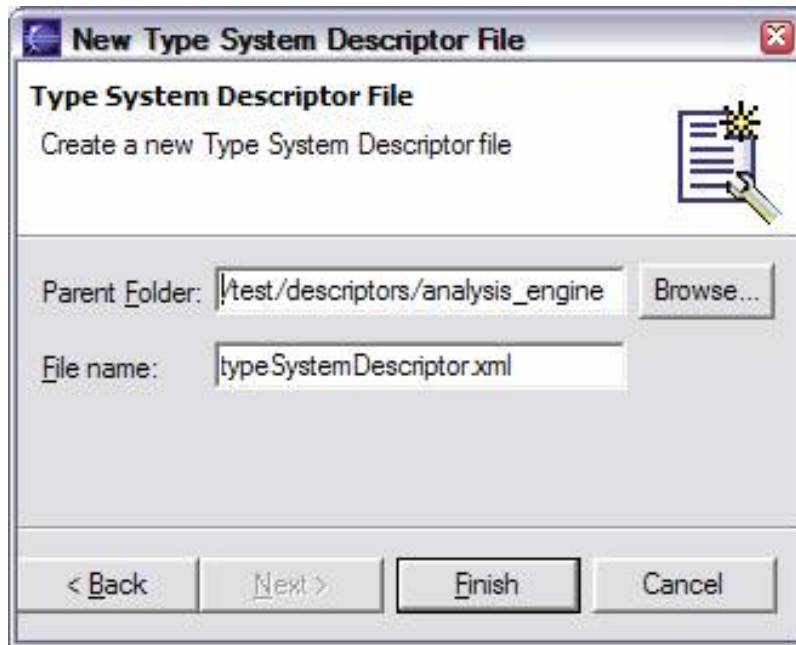 New Type System Descriptor File
Type System Descriptor File
Create a new Type System Descriptor file
Parent Folder: /test/descriptors/analysis_engine Browse...
File name: typeSystemDescriptor.xml
< Back Next > Finish Cancel